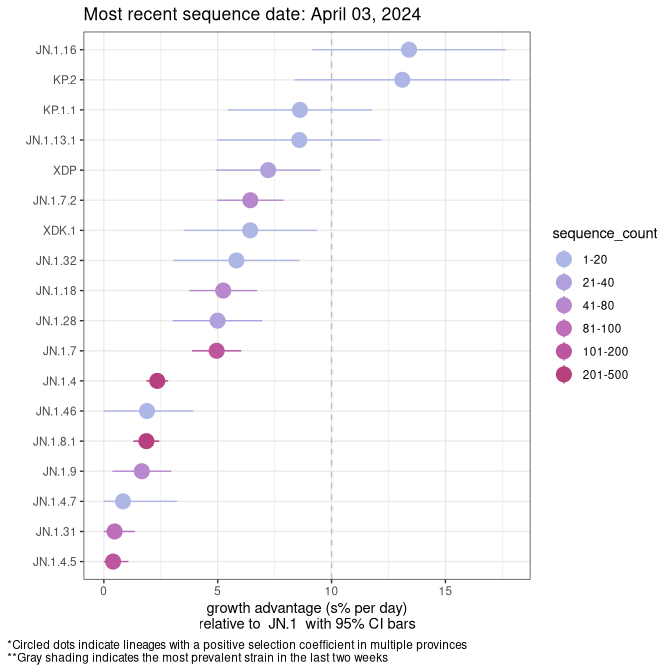 Most recent sequence date: April 03, 2024
JN.1.16
KP.2
KP.1.1
JN.1.13.1
XDP
JN.1.7.2
XDK.1
JN.1.32
JN.1.18
JN.1.28
JN.1.7
JN.1.4
JN.1.46
JN.1.8.1
JN.1.9
JN.1.4.7
JN.1.31
JN.1.4.5
0 5 10 15
growth advantage (s% per day)
relative to JN.1 with 95% CI bars
sequence_count
1-20
21-40
41-80
81-100
101-200
201-500
*Circled dots indicate lineages with a positive selection coefficient in multiple provinces
**Gray shading indicates the most prevalent strain in the last two weeks